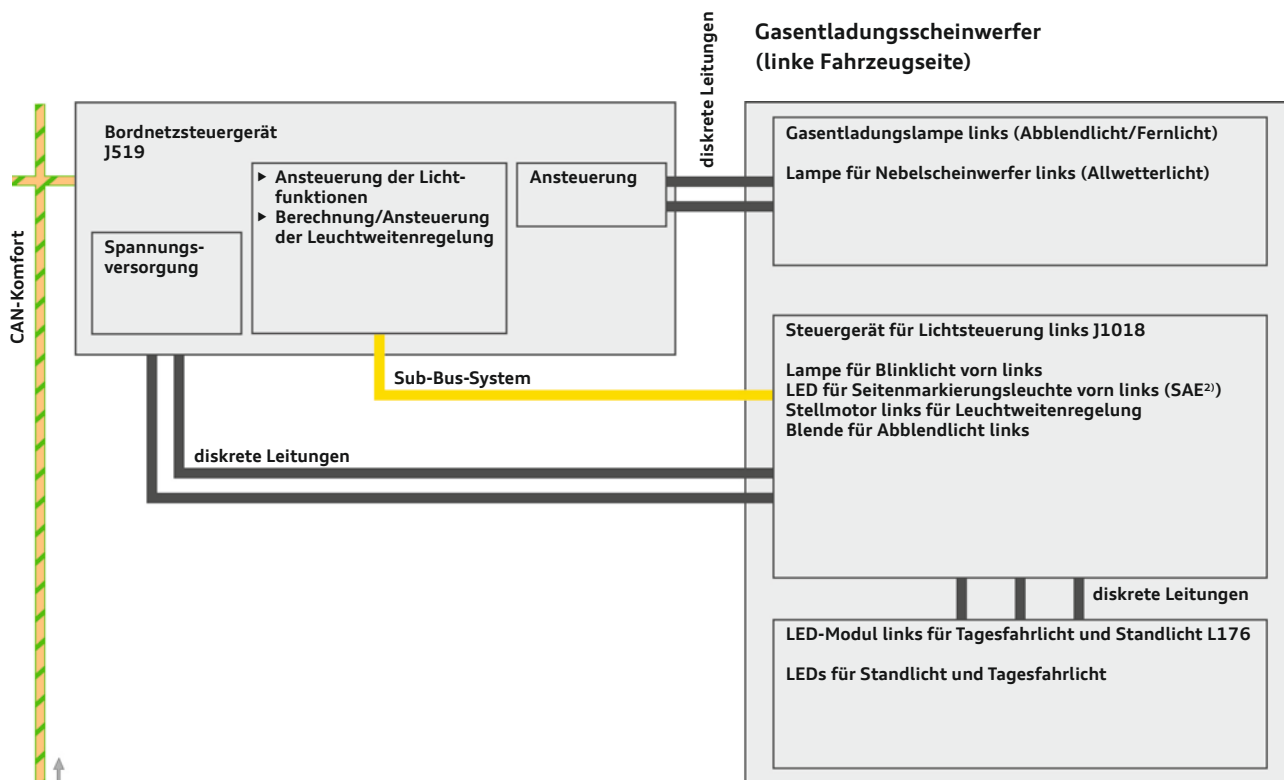 Gasentladungsscheinwerfer
(linke Fahrzeugseite)
diskrete Leitungen
CAN-Komfort
Bordnetzsteuergerät
J519
Spannungs-
versorgung
▶ Ansteuerung der Licht-
funktionen
▶ Berechnung/Ansteuerung
der Leuchtweitenregelung
Ansteuerung
Gasentladungslampe links (Abblendlicht/Fernlicht)
Lampe für Nebelscheinwerfer links (Allwetterlicht)
Sub-Bus-System
diskrete Leitungen
Steuergerät für Lichtsteuerung links J1018
Lampe für Blinklicht vorn links
LED für Seitenmarkierungsleuchte vorn links (SAE²⁾)
Stellmotor links für Leuchtweitenregelung
Blende für Abblendlicht links
diskrete Leitungen
LED-Modul links für Tagesfahrlicht und Standlicht L176
LEDs für Standlicht und Tagesfahrlicht